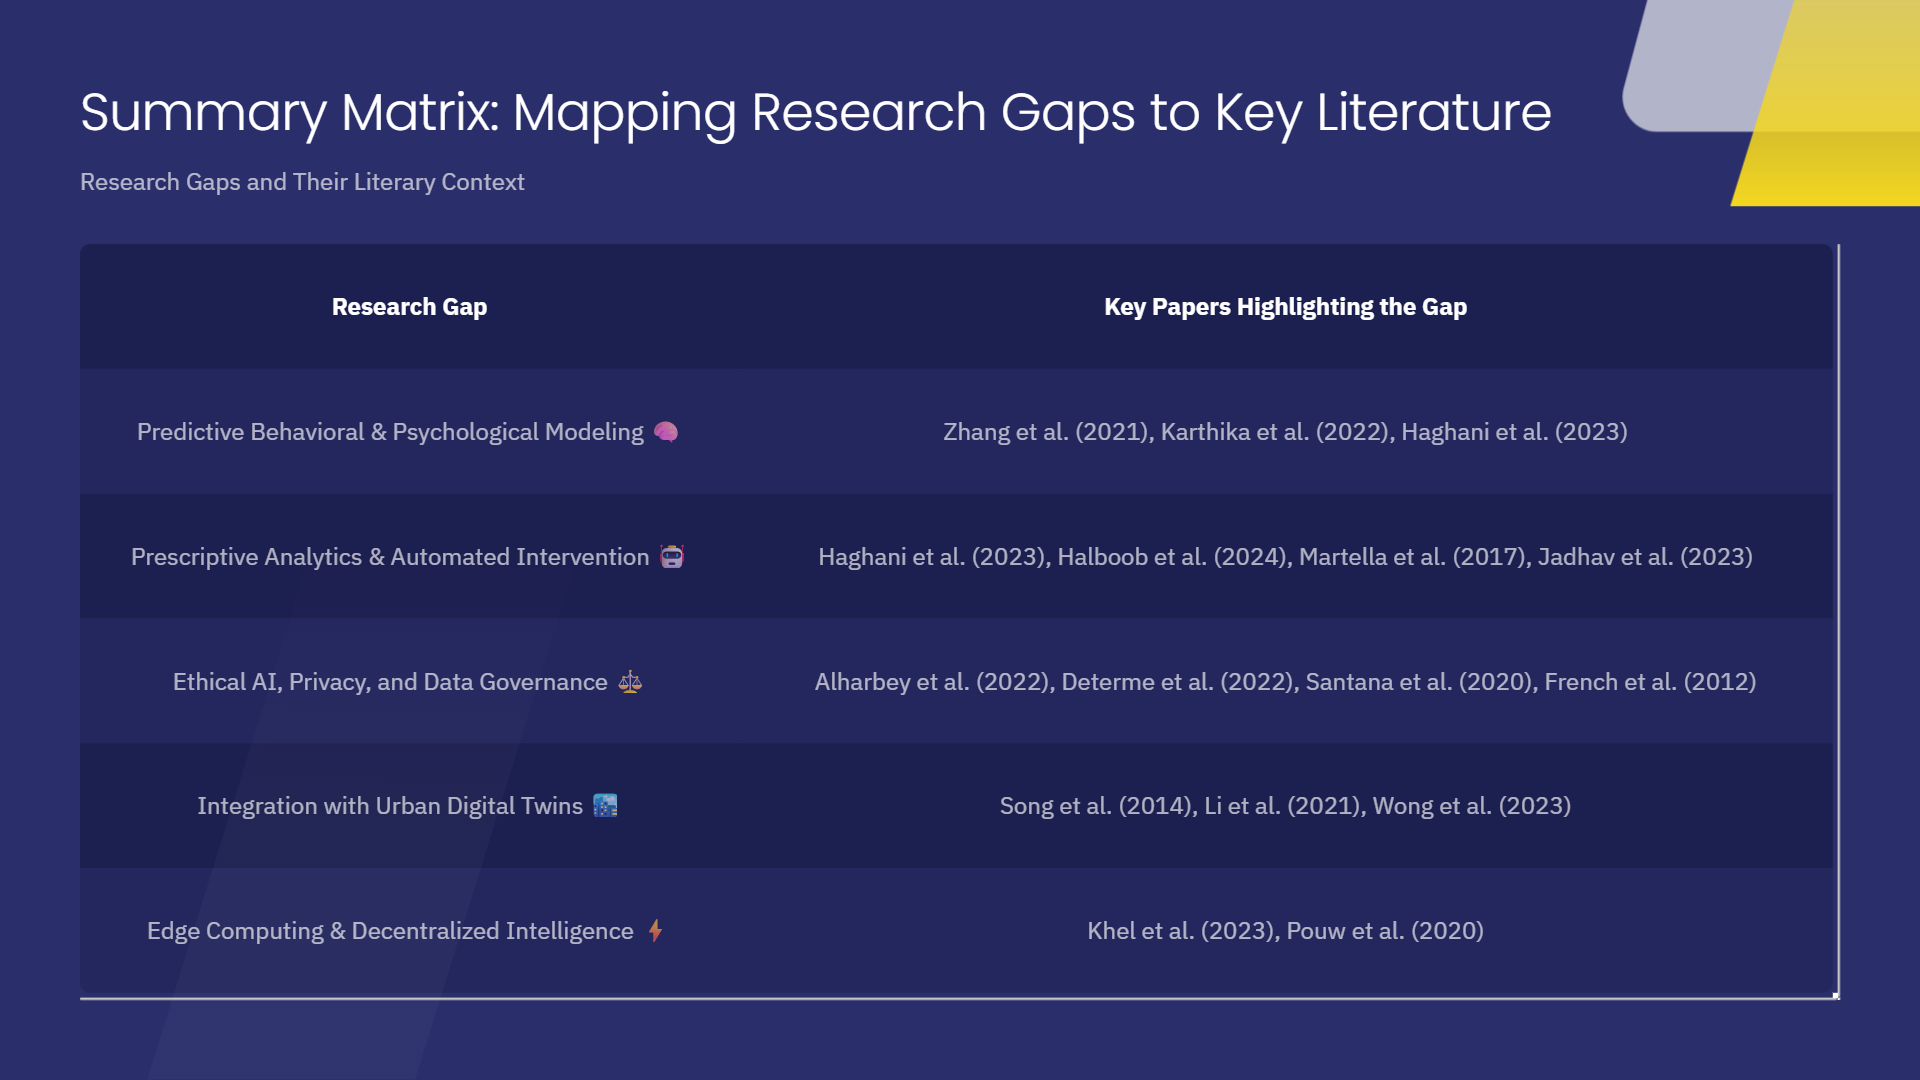 Summary Matrix: Mapping Research Gaps to Key Literature
Research Gaps and Their Literary Context
Research Gap
Key Papers Highlighting the Gap
Predictive Behavioral & Psychological Modeling 🧠
Zhang et al. (2021), Karthika et al. (2022), Haghani et al. (2023)
Prescriptive Analytics & Automated Intervention 🤖
Haghani et al. (2023), Halboob et al. (2024), Martella et al. (2017), Jadhav et al. (2023)
Ethical AI, Privacy, and Data Governance ⚖️
Alharbey et al. (2022), Determe et al. (2022), Santana et al. (2020), French et al. (2012)
Integration with Urban Digital Twins 🏙️
Song et al. (2014), Li et al. (2021), Wong et al. (2023)
Edge Computing & Decentralized Intelligence ⚡
Khel et al. (2023), Pouw et al. (2020)